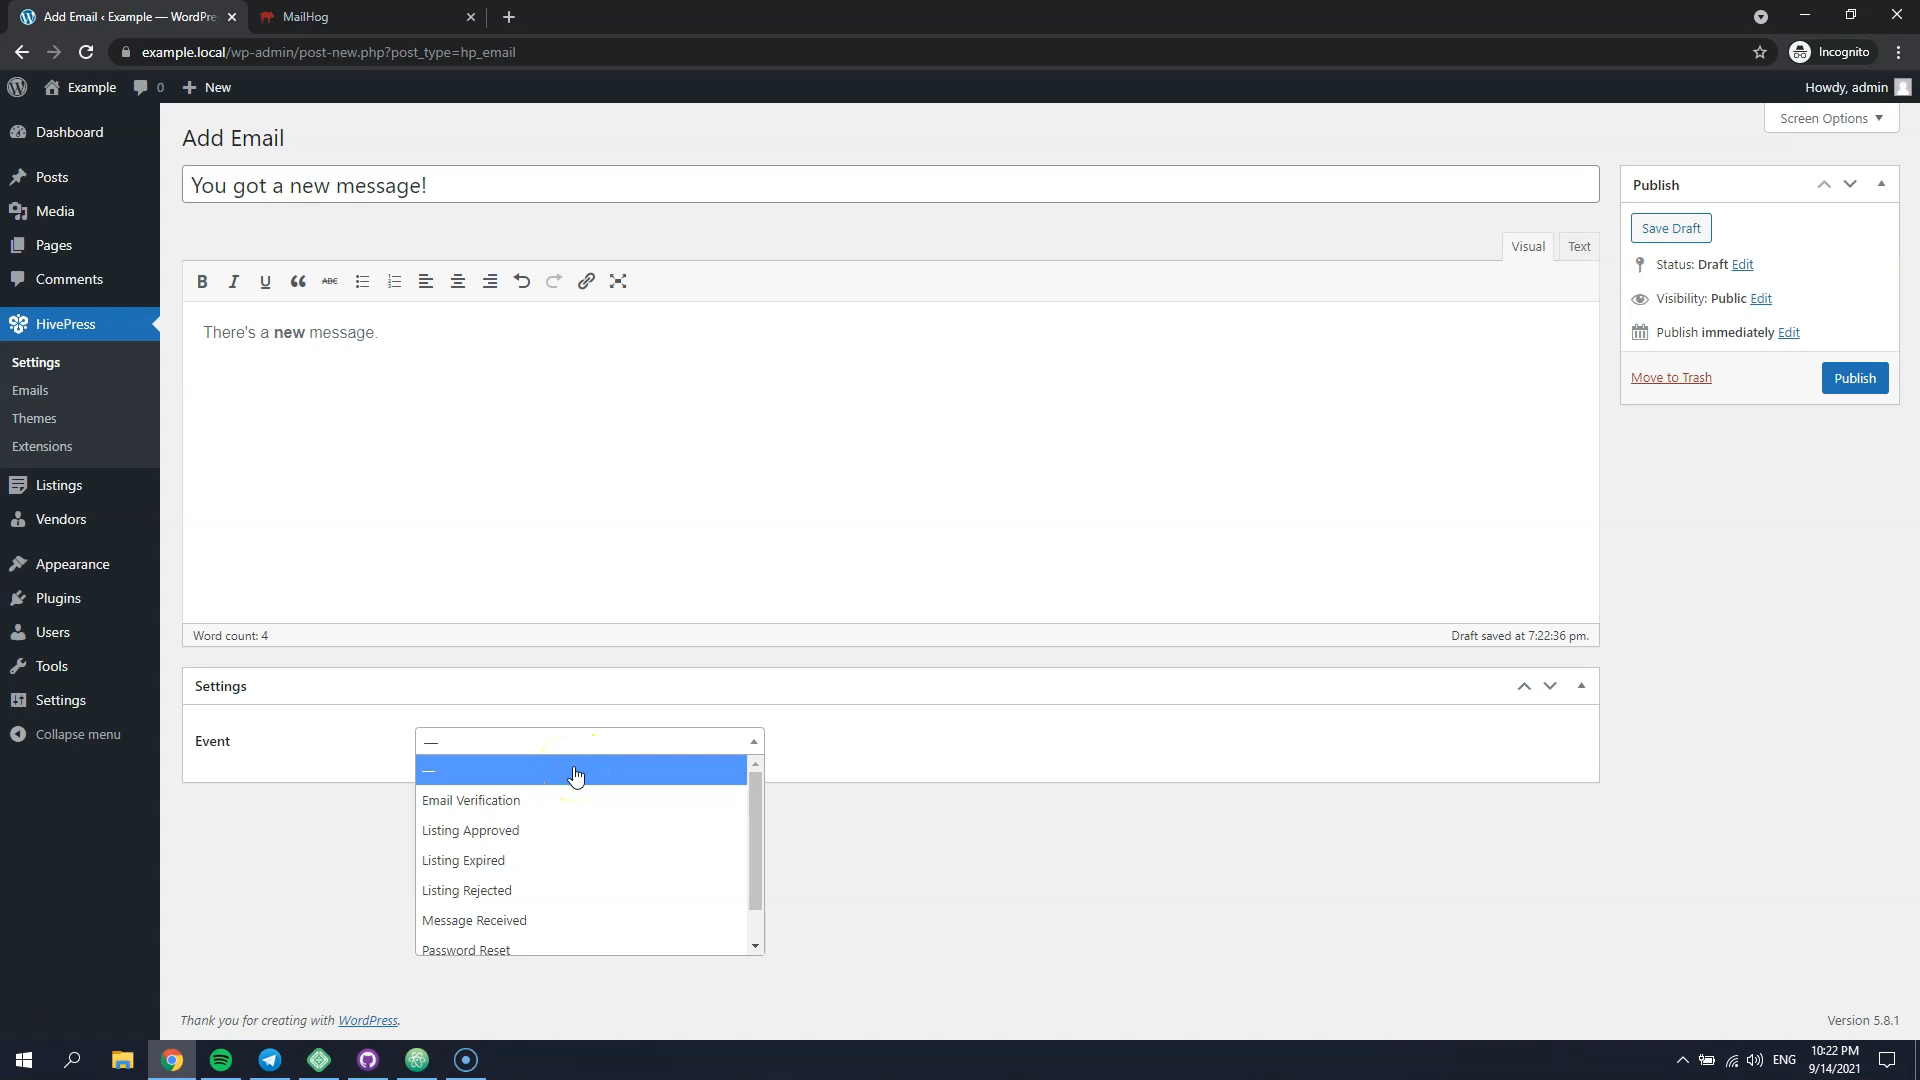 Add Email ‹ Example — WordPre
MailHog
example.local/wp-admin/post-new.php?post_type=hp_email
Incognito
Example
0
New
Howdy, admin
Screen Options
Dashboard
Posts
Media
Pages
Comments
HivePress
Settings
Emails
Themes
Extensions
Listings
Vendors
Appearance
Plugins
Users
Tools
Settings
Collapse menu
Add Email
You got a new message!
Visual
Text
B I U ABC
There's a new message.
Word count: 4
Draft saved at 7:22:36 pm.
Publish
Save Draft
Status: Draft Edit
Visibility: Public Edit
Publish immediately Edit
Move to Trash
Publish
Settings
Event
—
—
Email Verification
Listing Approved
Listing Expired
Listing Rejected
Message Received
Password Reset
Thank you for creating with WordPress.
Version 5.8.1
ENG
10:22 PM
9/14/2021